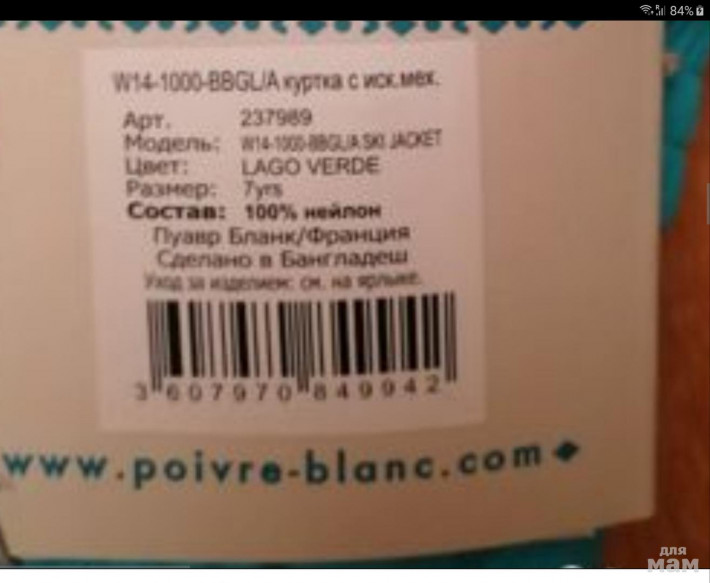 84%
W14-1000-BBGL/A куртка с иск.мех.
Арт. 237989
Модель: W14-1000-BBGL/A SKI JACKET
Цвет: LAGO VERDE
Размер: 7yrs
Состав: 100% нейлон
Пуавр Бланк/Франция
Сделано в Бангладеш
Уход за изделием: см. на ярлыке.
3 607970 849942
www.poivre-blanc.com
для
мам